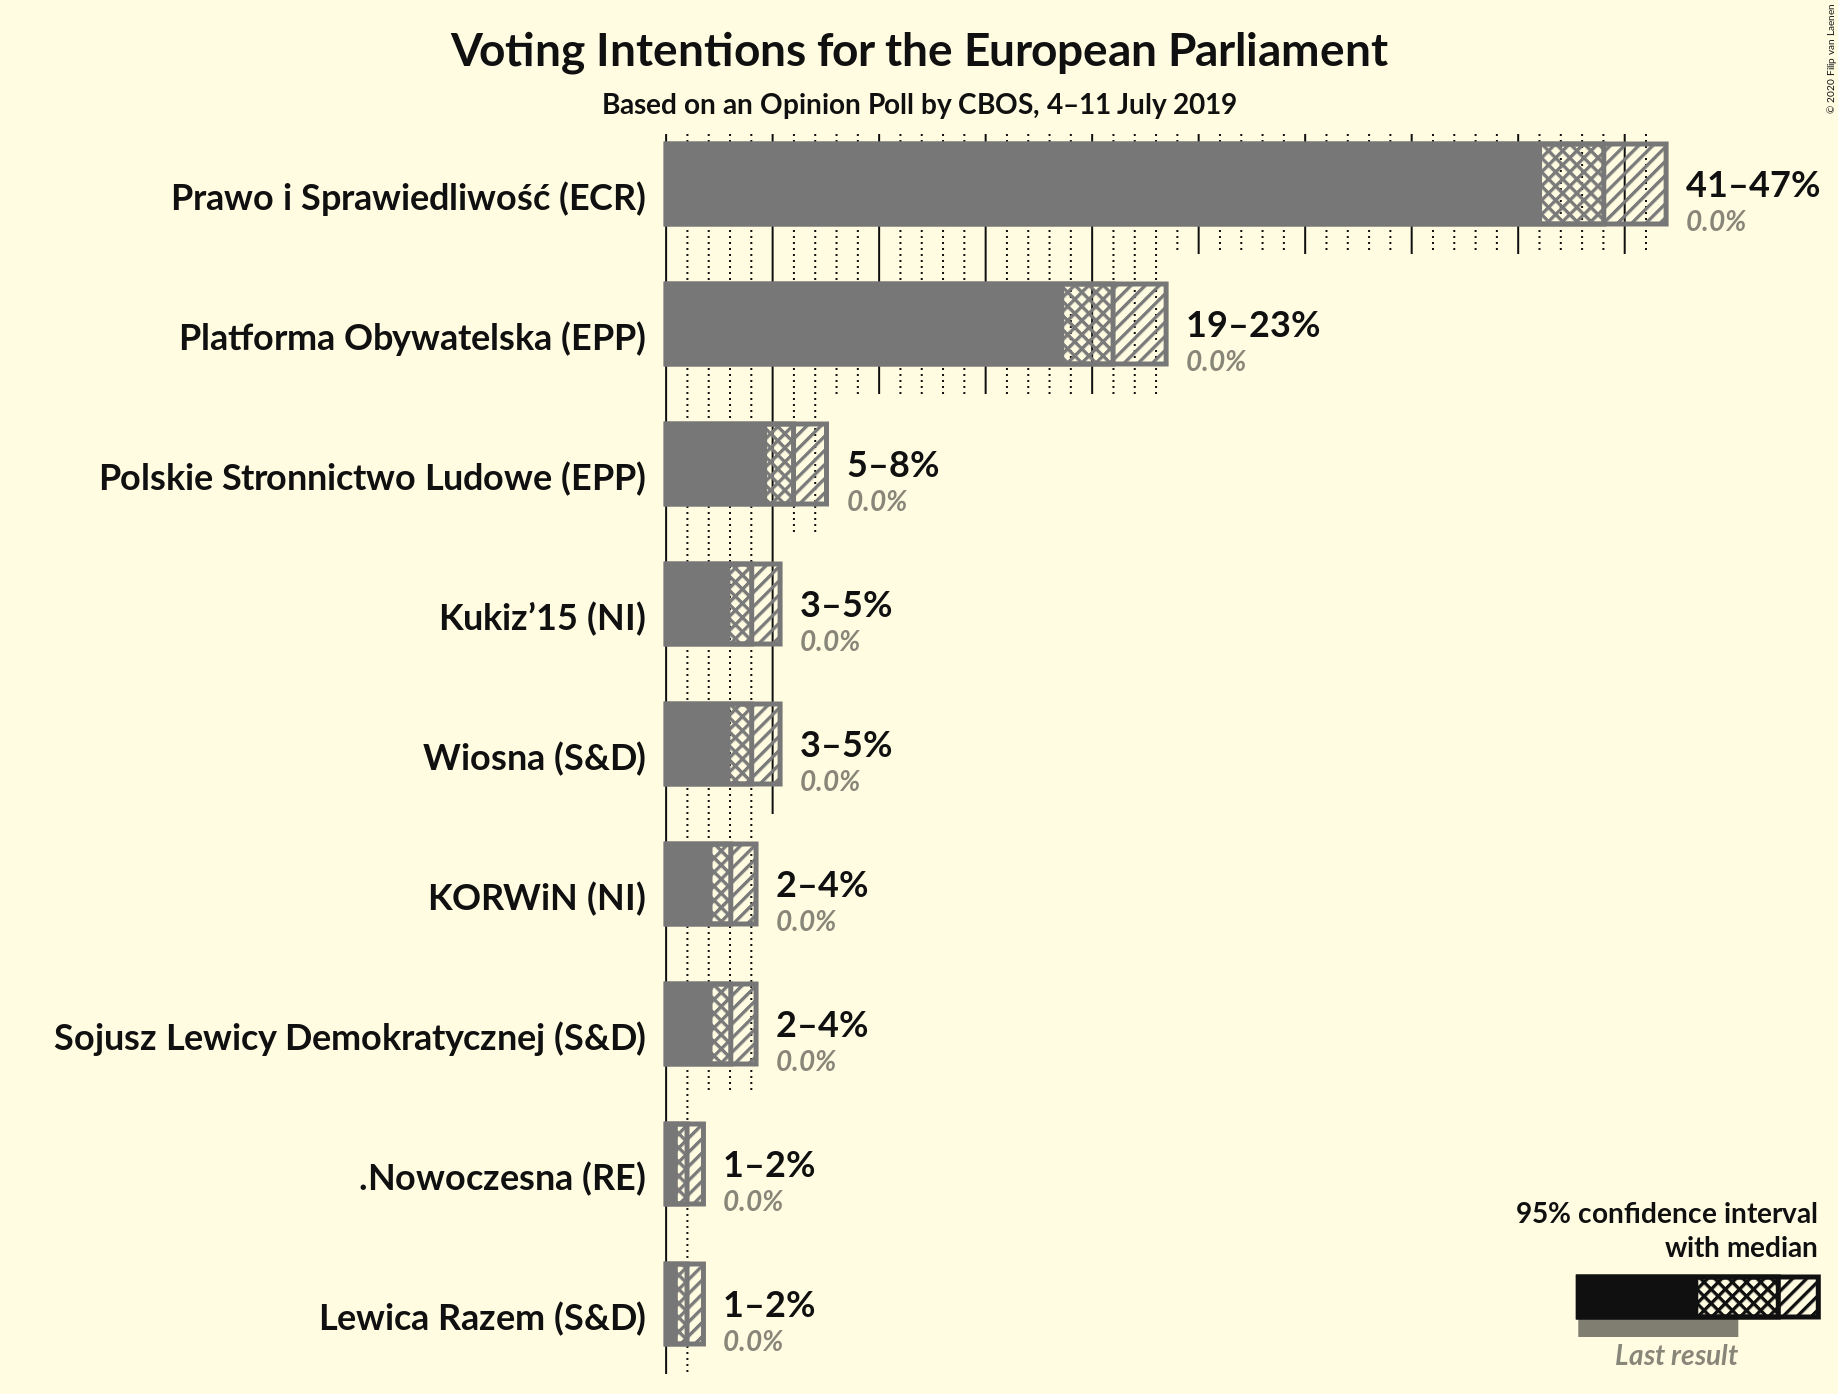 © 2020 Filip van Laenen
Voting Intentions for the European Parliament
Based on an Opinion Poll by CBOS, 4–11 July 2019
Prawo i Sprawiedliwość (ECR)
41–47%
0.0%
Platforma Obywatelska (EPP)
19–23%
0.0%
Polskie Stronnictwo Ludowe (EPP)
5–8%
0.0%
Kukiz’15 (NI)
3–5%
0.0%
Wiosna (S&D)
3–5%
0.0%
KORWiN (NI)
2–4%
0.0%
Sojusz Lewicy Demokratycznej (S&D)
2–4%
0.0%
.Nowoczesna (RE)
1–2%
0.0%
Lewica Razem (S&D)
1–2%
0.0%
95% confidence interval
with median
Last result